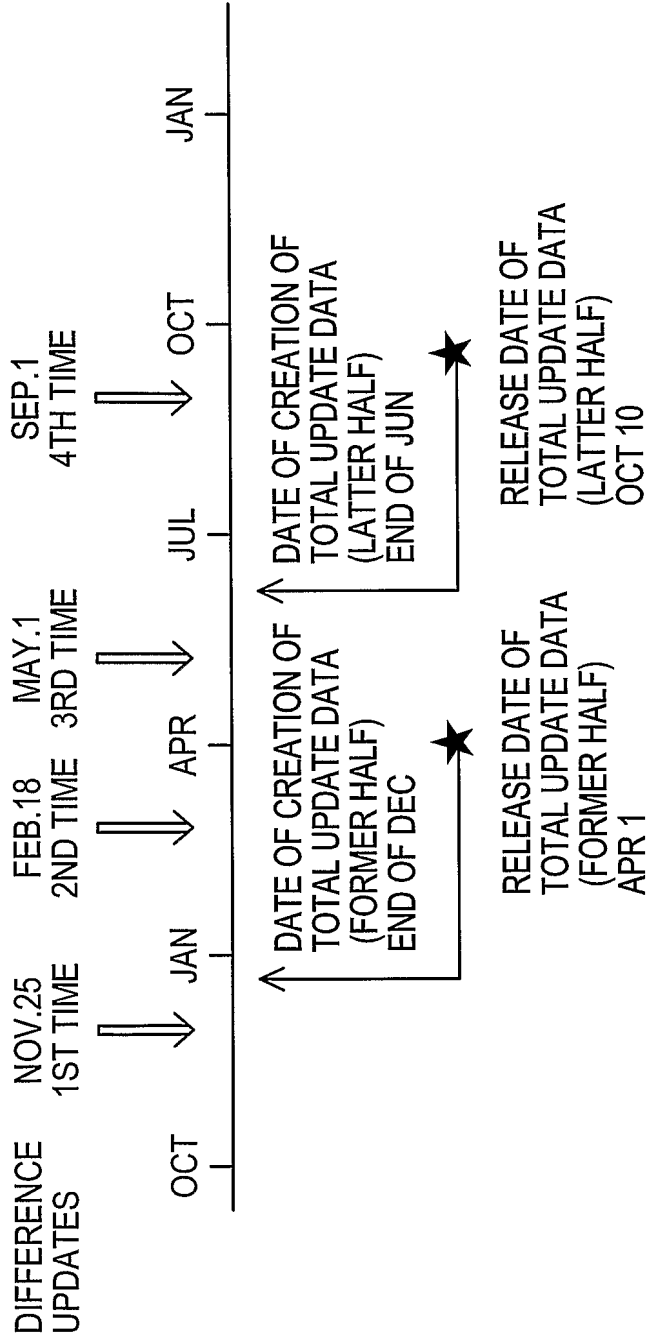 DIFFERENCE
UPDATES
NOV.25
1ST TIME
FEB.18
2ND TIME
MAY.1
3RD TIME
SEP.1
4TH TIME
OCT
JAN
APR
JUL
OCT
JAN
DATE OF CREATION OF
TOTAL UPDATE DATA
(FORMER HALF)
END OF DEC
DATE OF CREATION OF
TOTAL UPDATE DATA
(LATTER HALF)
END OF JUN
RELEASE DATE OF
TOTAL UPDATE DATA
(FORMER HALF)
APR 1
RELEASE DATE OF
TOTAL UPDATE DATA
(LATTER HALF)
OCT 10